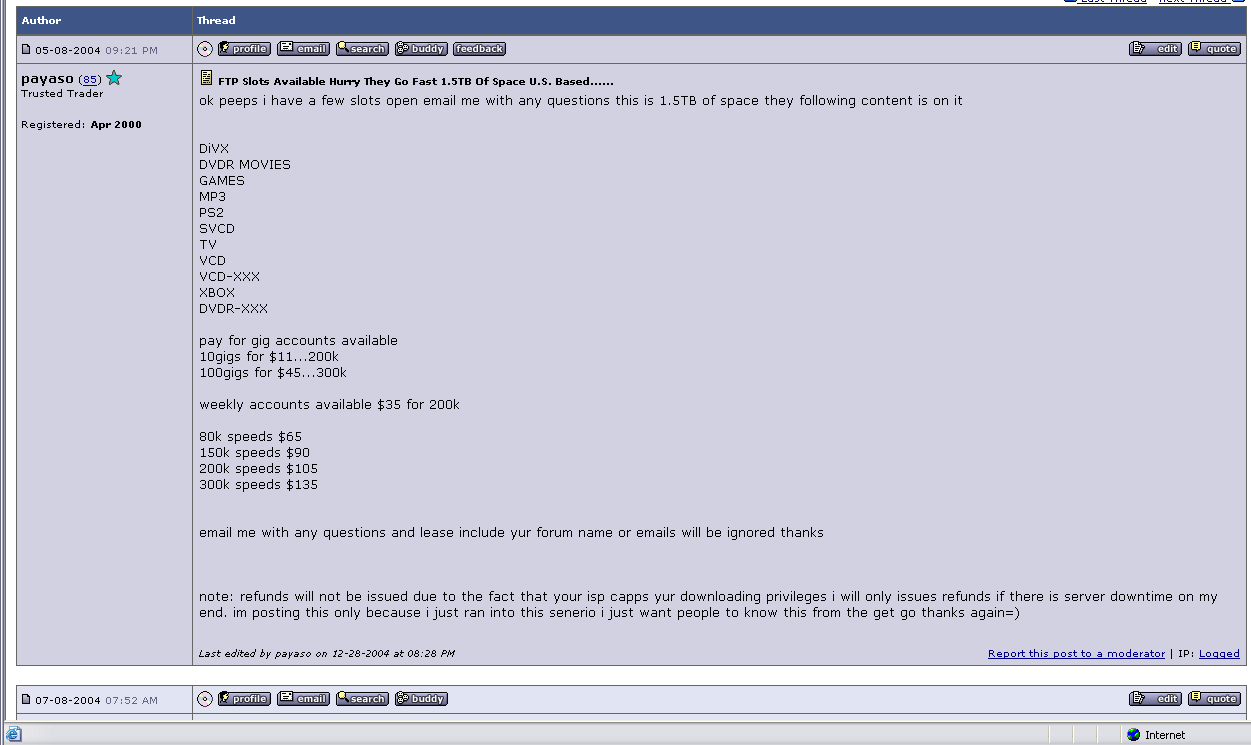 Last Thread Next Thread
Author Thread
05-08-2004 09:21 PM profile email search buddy feedback edit quote
payaso (85)
Trusted Trader
Registered: Apr 2000
FTP Slots Available Hurry They Go Fast 1.5TB Of Space U.S. Based......
ok peeps i have a few slots open email me with any questions this is 1.5TB of space they following content is on it
DiVX
DVDR MOVIES
GAMES
MP3
PS2
SVCD
TV
VCD
VCD-XXX
XBOX
DVDR-XXX
pay for gig accounts available
10gigs for $11...200k
100gigs for $45...300k
weekly accounts available $35 for 200k
80k speeds $65
150k speeds $90
200k speeds $105
300k speeds $135
email me with any questions and lease include yur forum name or emails will be ignored thanks
note: refunds will not be issued due to the fact that your isp capps yur downloading privileges i will only issues refunds if there is server downtime on my
end. im posting this only because i just ran into this senerio i just want people to know this from the get go thanks again=)
Last edited by payaso on 12-28-2004 at 08:28 PM
Report this post to a moderator | IP: Logged
07-08-2004 07:52 AM profile email search buddy edit quote
Internet